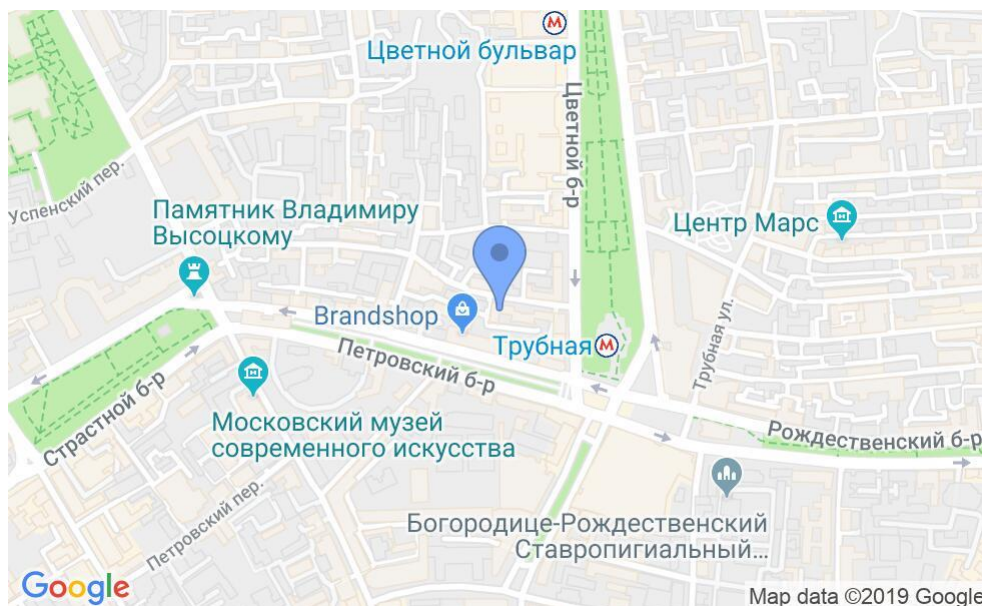 М
Цветной бульвар
Цветной б-р
Успенский пер.
Памятник Владимиру
Высоцкому
Центр Марс
Brandshop
Трубная М
Трубная ул.
Петровский б-р
Страстной б-р
Московский музей
современного искусства
Рождественский б-р
Петровский пер.
Богородице-Рождественский
Ставропигиальный...
Google
Map data ©2019 Google